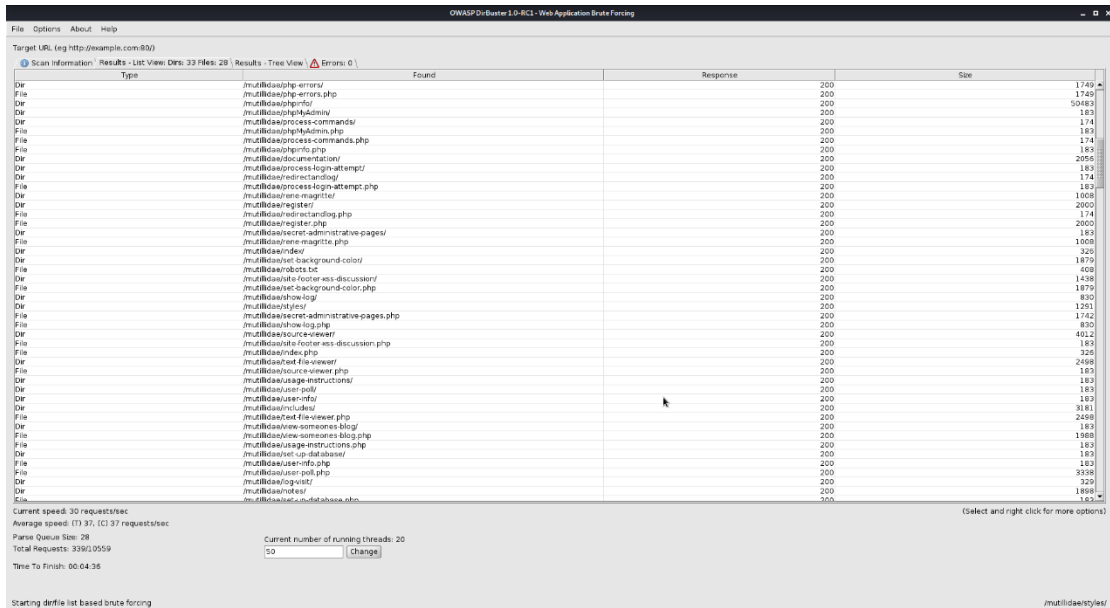 OWASP DirBuster 1.0-RC1 - Web Application Brute Forcing
File Options About Help
Target URL (eg http://example.com:80/)
Scan Information Results - List View: Dirs: 33 Files: 28 Results - Tree View Errors: 0
Type Found Response Size
Dir /mutillidae/php-errors/ 200 1749
File /mutillidae/php-errors.php 200 1749
Dir /mutillidae/phpinfo/ 200 50483
Dir /mutillidae/phpMyAdmin/ 200 183
Dir /mutillidae/process-commands/ 200 174
File /mutillidae/phpMyAdmin.php 200 183
File /mutillidae/process-commands.php 200 174
File /mutillidae/phpinfo.php 200 183
Dir /mutillidae/documentation/ 200 2056
Dir /mutillidae/process-login-attempt/ 200 183
Dir /mutillidae/redirectandlog/ 200 174
File /mutillidae/process-login-attempt.php 200 183
Dir /mutillidae/rene-magritte/ 200 1008
Dir /mutillidae/register/ 200 2000
File /mutillidae/redirectandlog.php 200 174
File /mutillidae/register.php 200 2000
Dir /mutillidae/secret-administrative-pages/ 200 183
File /mutillidae/rene-magritte.php 200 1008
Dir /mutillidae/index/ 200 326
Dir /mutillidae/set-background-color/ 200 1879
File /mutillidae/robots.txt 200 408
Dir /mutillidae/site-footer-xss-discussion/ 200 1438
File /mutillidae/set-background-color.php 200 1879
Dir /mutillidae/show-log/ 200 830
Dir /mutillidae/styles/ 200 1291
File /mutillidae/secret-administrative-pages.php 200 1742
File /mutillidae/show-log.php 200 830
Dir /mutillidae/source-viewer/ 200 4012
File /mutillidae/site-footer-xss-discussion.php 200 183
File /mutillidae/index.php 200 326
Dir /mutillidae/text-file-viewer/ 200 2498
File /mutillidae/source-viewer.php 200 183
Dir /mutillidae/usage-instructions/ 200 183
Dir /mutillidae/user-poll/ 200 183
Dir /mutillidae/user-info/ 200 183
Dir /mutillidae/includes/ 200 3181
File /mutillidae/text-file-viewer.php 200 2498
Dir /mutillidae/view-someones-blog/ 200 183
File /mutillidae/view-someones-blog.php 200 1988
File /mutillidae/usage-instructions.php 200 183
Dir /mutillidae/set-up-database/ 200 183
File /mutillidae/user-info.php 200 183
File /mutillidae/user-poll.php 200 3338
Dir /mutillidae/log-visit/ 200 329
Dir /mutillidae/notes/ 200 1898
File /mutillidae/set-up-database.php 200 183
Current speed: 30 requests/sec (Select and right click for more options)
Average speed: (T) 37, (C) 37 requests/sec
Parse Queue Size: 28 Current number of running threads: 20
Total Requests: 339/10559 50 Change
Time To Finish: 00:04:36
Starting dir/file list based brute forcing /mutillidae/styles/